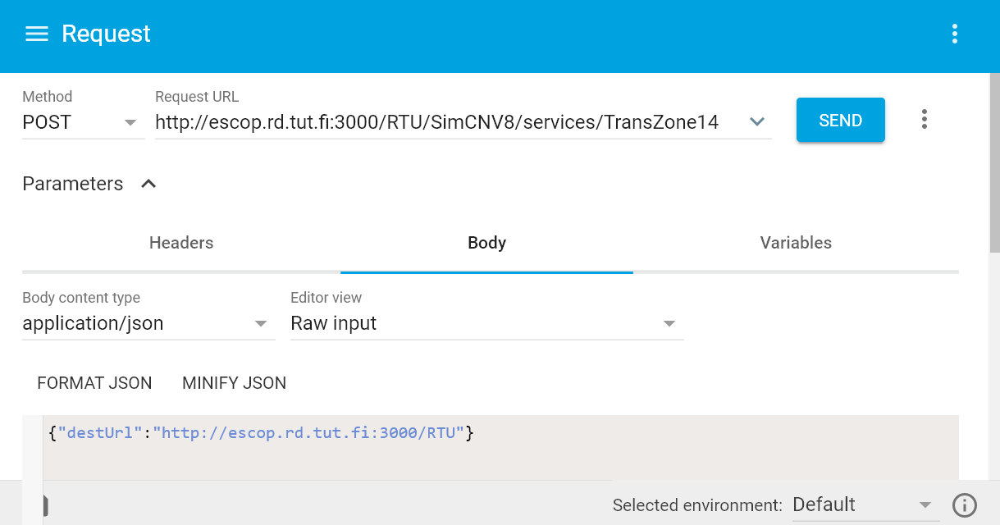 Request
Method
Request URL
POST
http://escop.rd.tut.fi:3000/RTU/SimCNV8/services/TransZone14
SEND
Parameters
Headers
Body
Variables
Body content type
Editor view
application/json
Raw input
FORMAT JSON
MINIFY JSON
{"destUrl":"http://escop.rd.tut.fi:3000/RTU"}
Selected environment:
Default